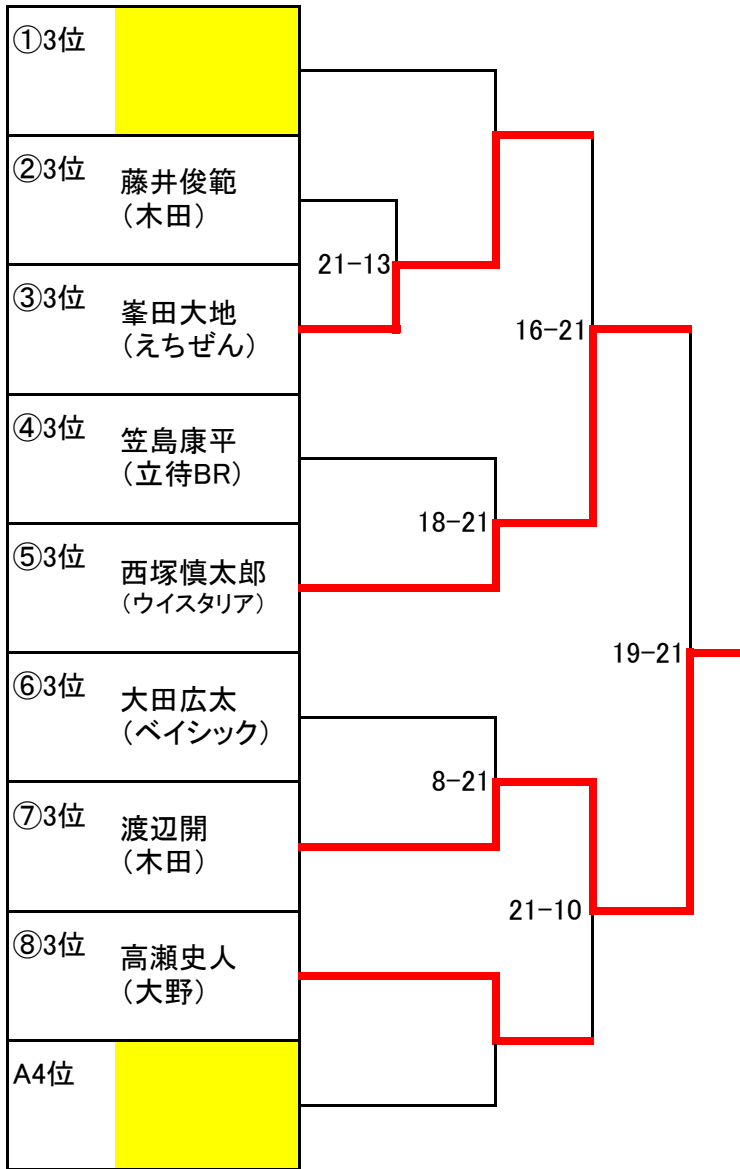 ①3位
②3位
藤井俊範
（木田）
21-13
③3位
峯田大地
（えちぜん）
16-21
④3位
笠島康平
（立待BR）
18-21
⑤3位
西塚慎太郎
（ウイスタリア）
19-21
⑥3位
大田広太
（ベイシック）
8-21
⑦3位
渡辺開
（木田）
21-10
⑧3位
高瀬史人
（大野）
A4位